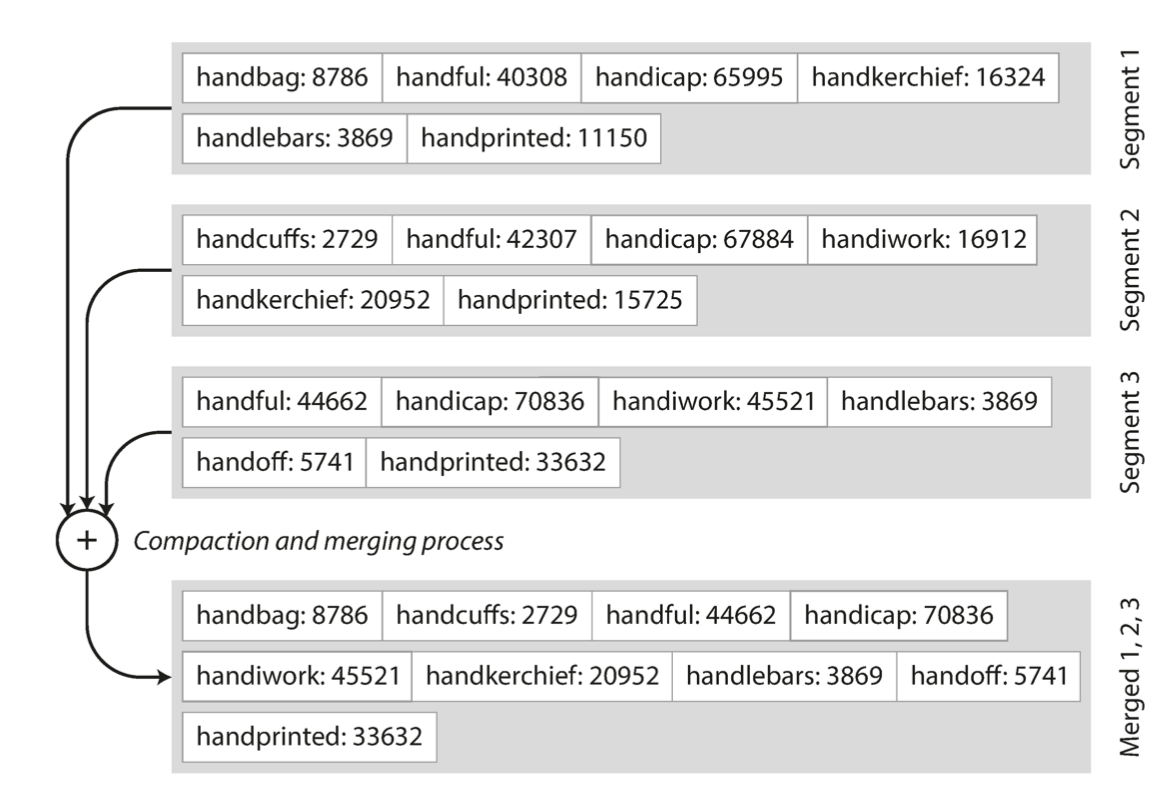 handbag: 8786 handful: 40308 handicap: 65995 handkerchief: 16324
handlebars: 3869 handprinted: 11150
Segment 1
handcuffs: 2729 handful: 42307 handicap: 67884 handiwork: 16912
handkerchief: 20952 handprinted: 15725
Segment 2
handful: 44662 handicap: 70836 handiwork: 45521 handlebars: 3869
handoff: 5741 handprinted: 33632
Segment 3
+ Compaction and merging process
handbag: 8786 handcuffs: 2729 handful: 44662 handicap: 70836
handiwork: 45521 handkerchief: 20952 handlebars: 3869 handoff: 5741
handprinted: 33632
Merged 1, 2, 3